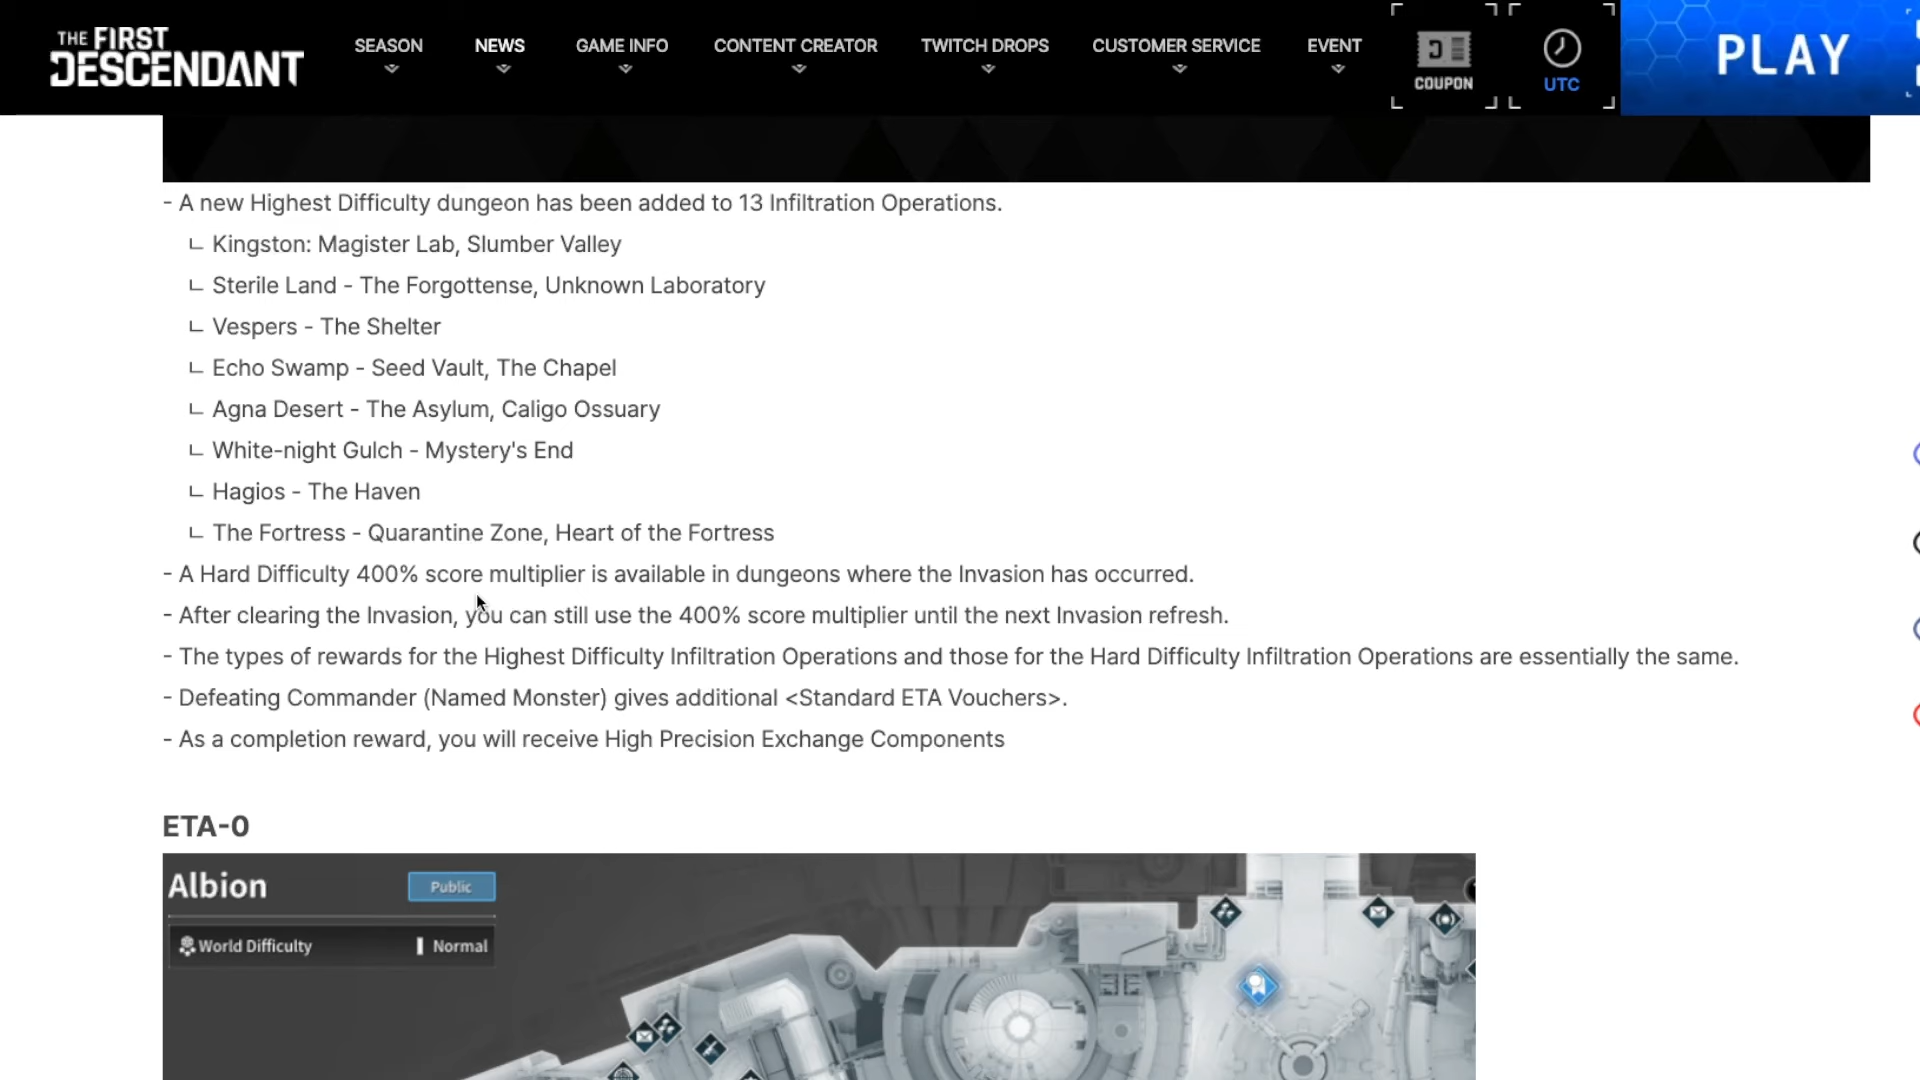 THE FIRST
DESCENDANT
SEASON
NEWS
GAME INFO
CONTENT CREATOR
TWITCH DROPS
CUSTOMER SERVICE
EVENT
COUPON
UTC
PLAY
- A new Highest Difficulty dungeon has been added to 13 Infiltration Operations.
ㄴ Kingston: Magister Lab, Slumber Valley
ㄴ Sterile Land - The Forgottense, Unknown Laboratory
ㄴ Vespers - The Shelter
ㄴ Echo Swamp - Seed Vault, The Chapel
ㄴ Agna Desert - The Asylum, Caligo Ossuary
ㄴ White-night Gulch - Mystery's End
ㄴ Hagios - The Haven
ㄴ The Fortress - Quarantine Zone, Heart of the Fortress
- A Hard Difficulty 400% score multiplier is available in dungeons where the Invasion has occurred.
- After clearing the Invasion, you can still use the 400% score multiplier until the next Invasion refresh.
- The types of rewards for the Highest Difficulty Infiltration Operations and those for the Hard Difficulty Infiltration Operations are essentially the same.
- Defeating Commander (Named Monster) gives additional <Standard ETA Vouchers>.
- As a completion reward, you will receive High Precision Exchange Components
ETA-0
Albion
Public
World Difficulty
Normal